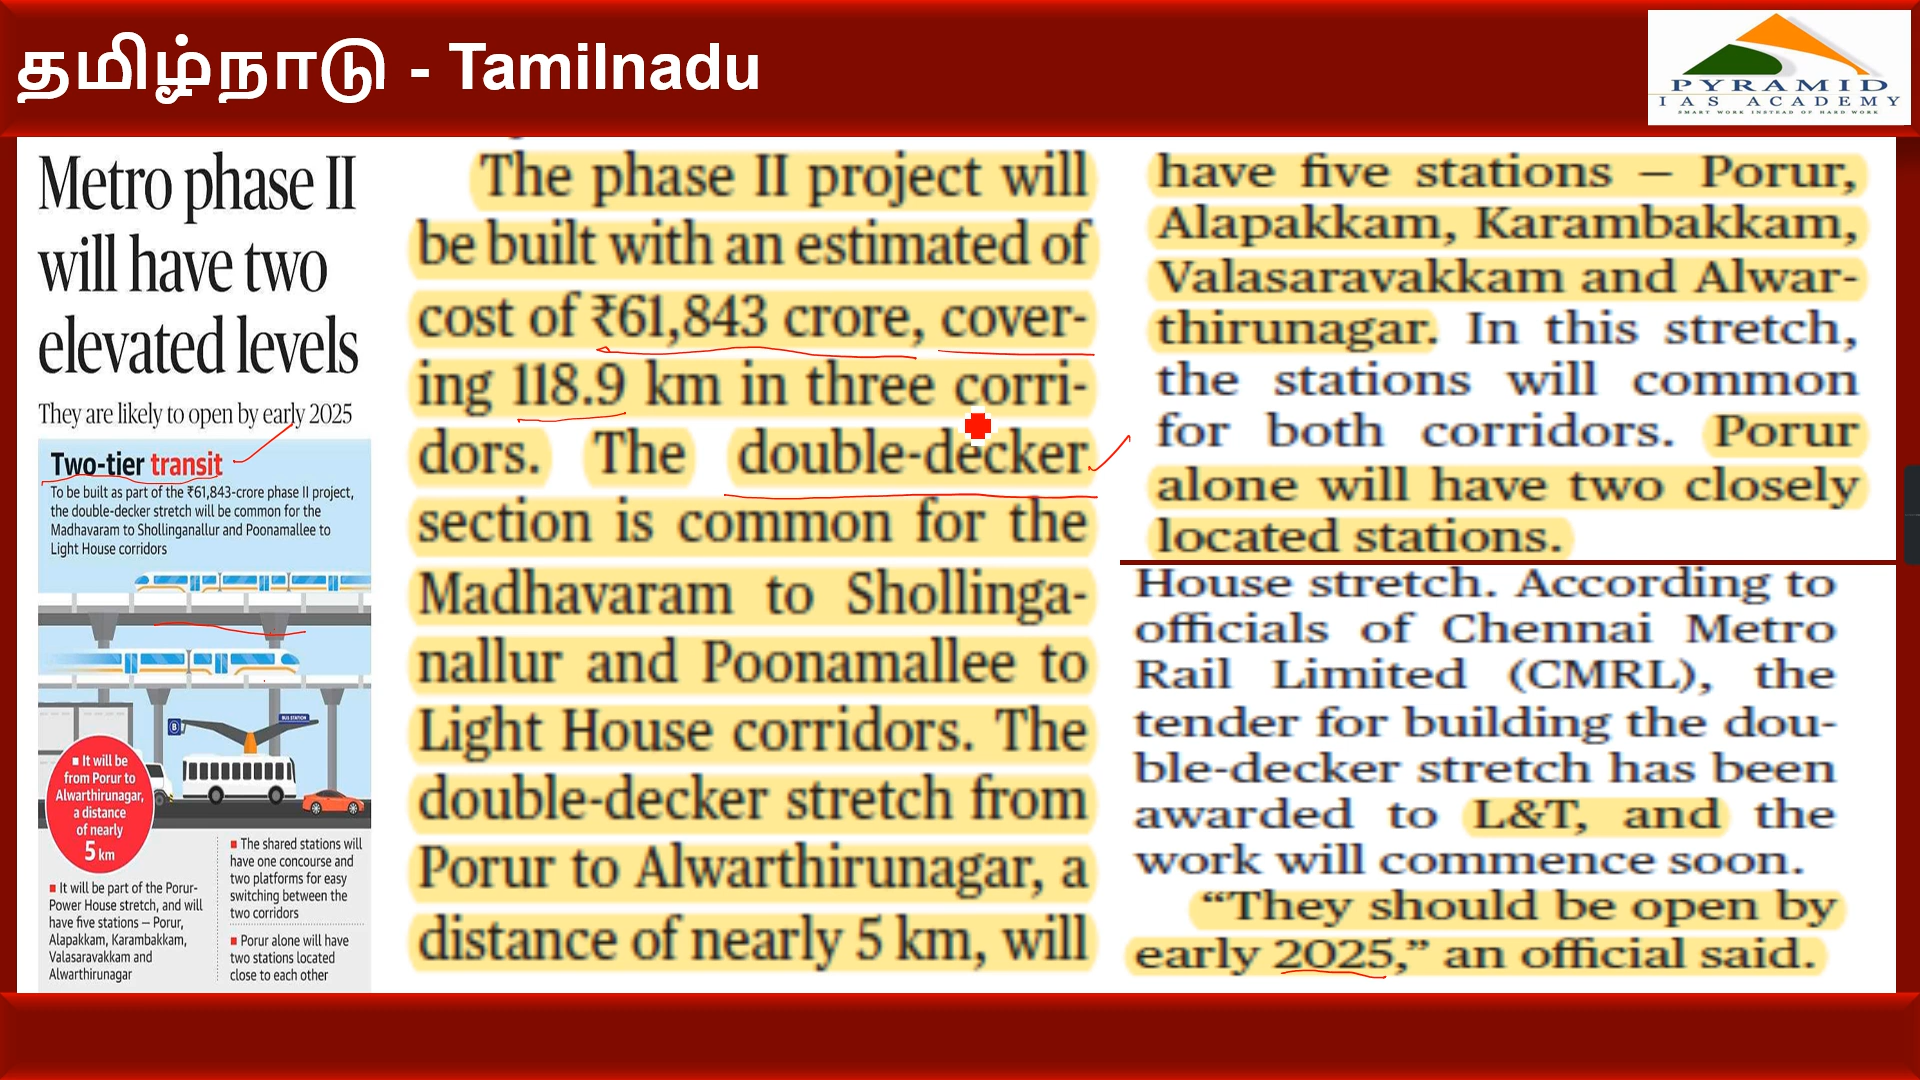 தமிழ்நாடு - Tamilnadu
PYRAMID
IAS ACADEMY
SMART WORK INSTEAD OF HARD WORK
Metro phase II
will have two
elevated levels
They are likely to open by early 2025
Two-tier transit
To be built as part of the ₹61,843-crore phase II project,
the double-decker stretch will be common for the
Madhavaram to Shollinganallur and Poonamallee to
Light House corridors
B
BUS STATION
■ It will be
from Porur to
Alwarthirunagar,
a distance
of nearly
5 km
■ It will be part of the Porur-
Power House stretch, and will
have five stations – Porur,
Alapakkam, Karambakkam,
Valasaravakkam and
Alwarthirunagar
■ The shared stations will
have one concourse and
two platforms for easy
switching between the
two corridors
■ Porur alone will have
two stations located
close to each other
The phase II project will
be built with an estimated of
cost of ₹61,843 crore, cover-
ing 118.9 km in three corri-
dors. The double-decker
section is common for the
Madhavaram to Shollinga-
nallur and Poonamallee to
Light House corridors. The
double-decker stretch from
Porur to Alwarthirunagar, a
distance of nearly 5 km, will
have five stations – Porur,
Alapakkam, Karambakkam,
Valasaravakkam and Alwar-
thirunagar. In this stretch,
the stations will common
for both corridors. Porur
alone will have two closely
located stations.
House stretch. According to
officials of Chennai Metro
Rail Limited (CMRL), the
tender for building the dou-
ble-decker stretch has been
awarded to L&T, and the
work will commence soon.
“They should be open by
early 2025,” an official said.